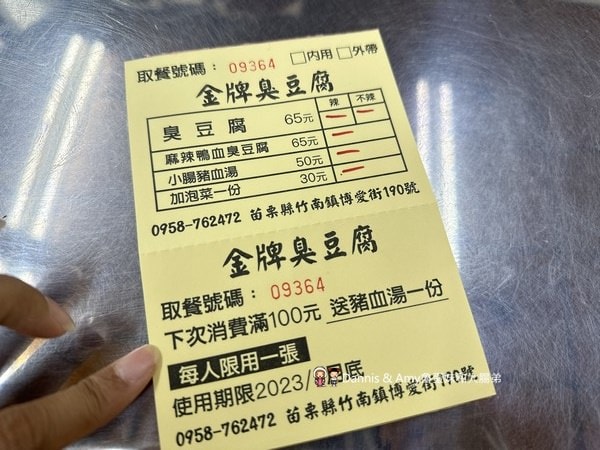 取餐號碼： 09364 □內用 □外帶
金牌臭豆腐
辣 不辣
臭豆腐 65元
麻辣鴨血臭豆腐 65元
小腸豬血湯 50元
加泡菜一份 30元
0958-762472 苗栗縣竹南鎮博愛街190號
金牌臭豆腐
取餐號碼： 09364
下次消費滿100元 送豬血湯一份
每人限用一張
使用期限2023/ 月底
Dannis & Amy
0958-762472 苗栗縣竹南鎮博愛街190號